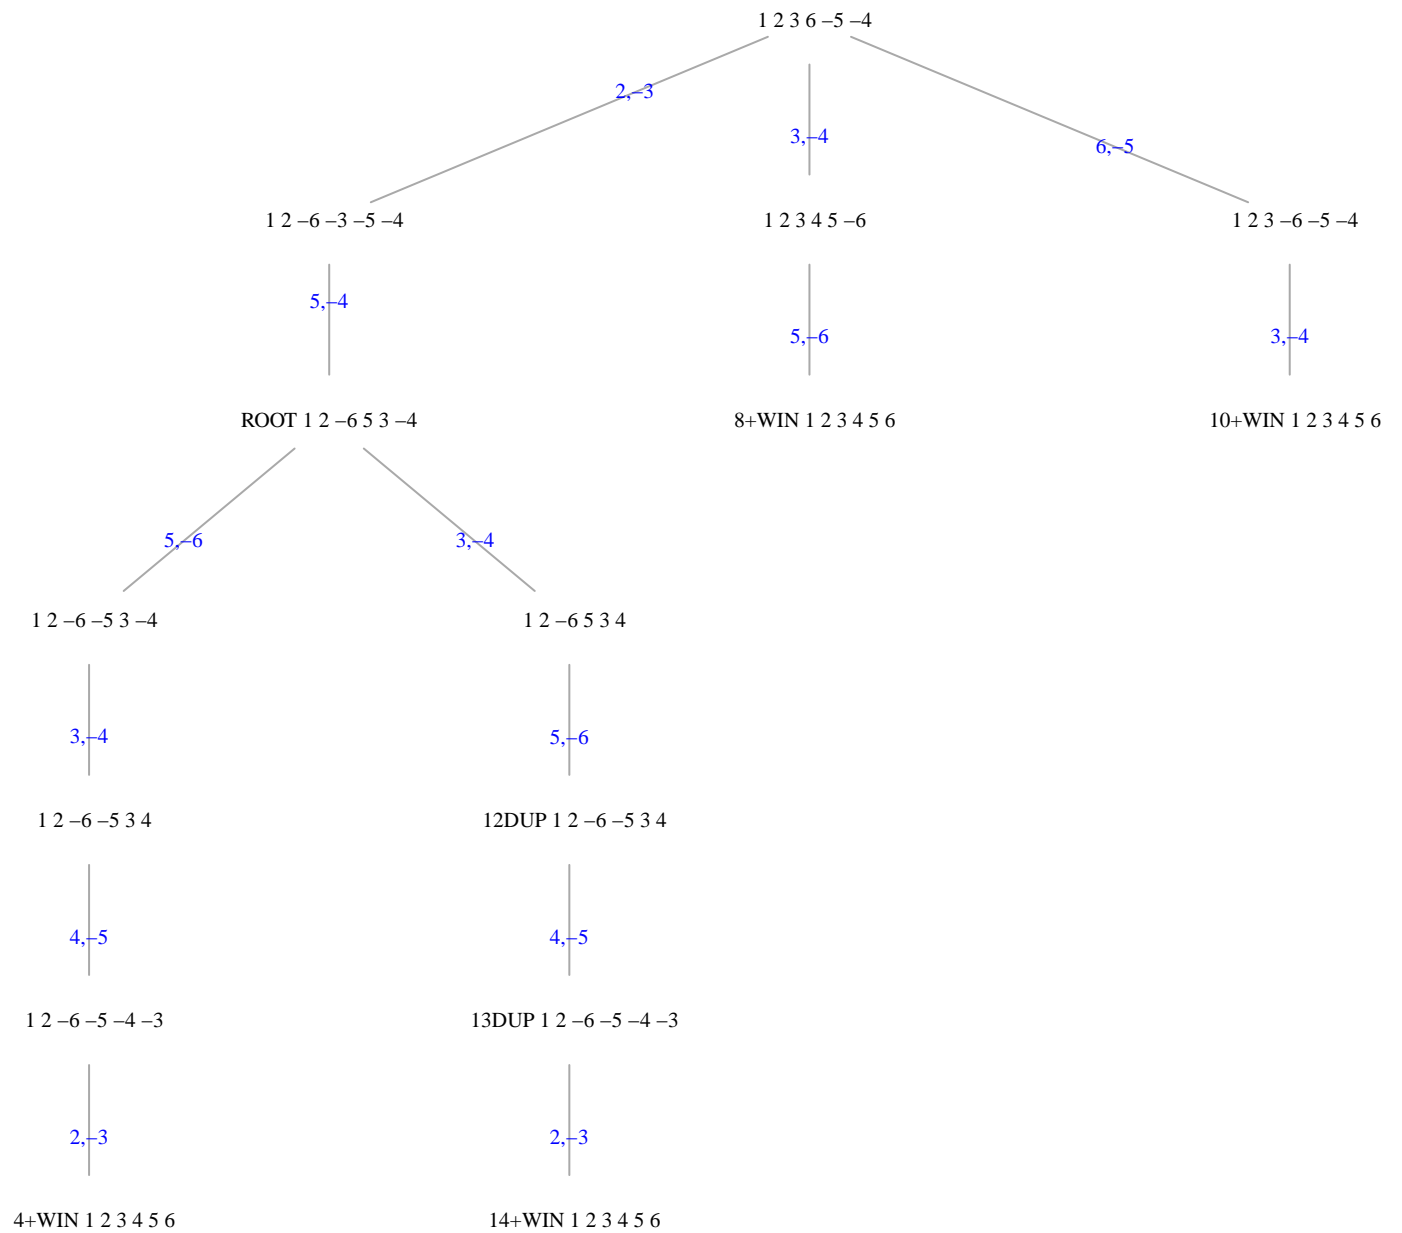 1 2 3 6 –5 –4
2,–3
3,–4
6,–5
1 2 –6 –3 –5 –4
1 2 3 4 5 –6
1 2 3 –6 –5 –4
5,–4
5,–6
3,–4
ROOT 1 2 –6 5 3 –4
8+WIN 1 2 3 4 5 6
10+WIN 1 2 3 4 5 6
5,–6
3,–4
1 2 –6 –5 3 –4
1 2 –6 5 3 4
3,–4
5,–6
1 2 –6 –5 3 4
12DUP 1 2 –6 –5 3 4
4,–5
4,–5
1 2 –6 –5 –4 –3
13DUP 1 2 –6 –5 –4 –3
2,–3
2,–3
4+WIN 1 2 3 4 5 6
14+WIN 1 2 3 4 5 6